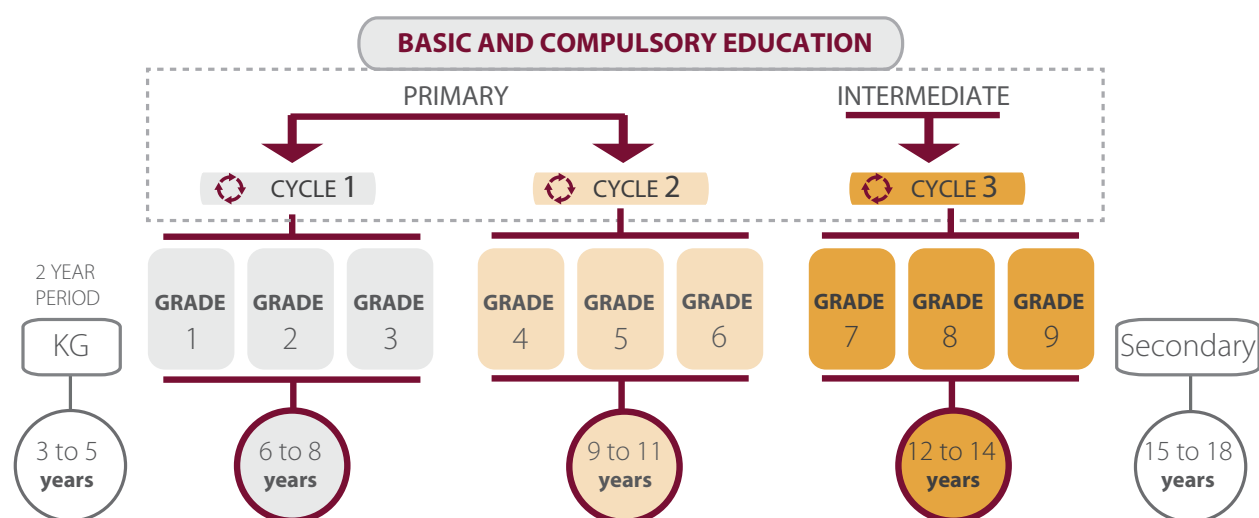 BASIC AND COMPULSORY EDUCATION
PRIMARY
INTERMEDIATE
CYCLE 1
CYCLE 2
CYCLE 3
2 YEAR
PERIOD
KG
GRADE
1
GRADE
2
GRADE
3
GRADE
4
GRADE
5
GRADE
6
GRADE
7
GRADE
8
GRADE
9
Secondary
3 to 5
years
6 to 8
years
9 to 11
years
12 to 14
years
15 to 18
years